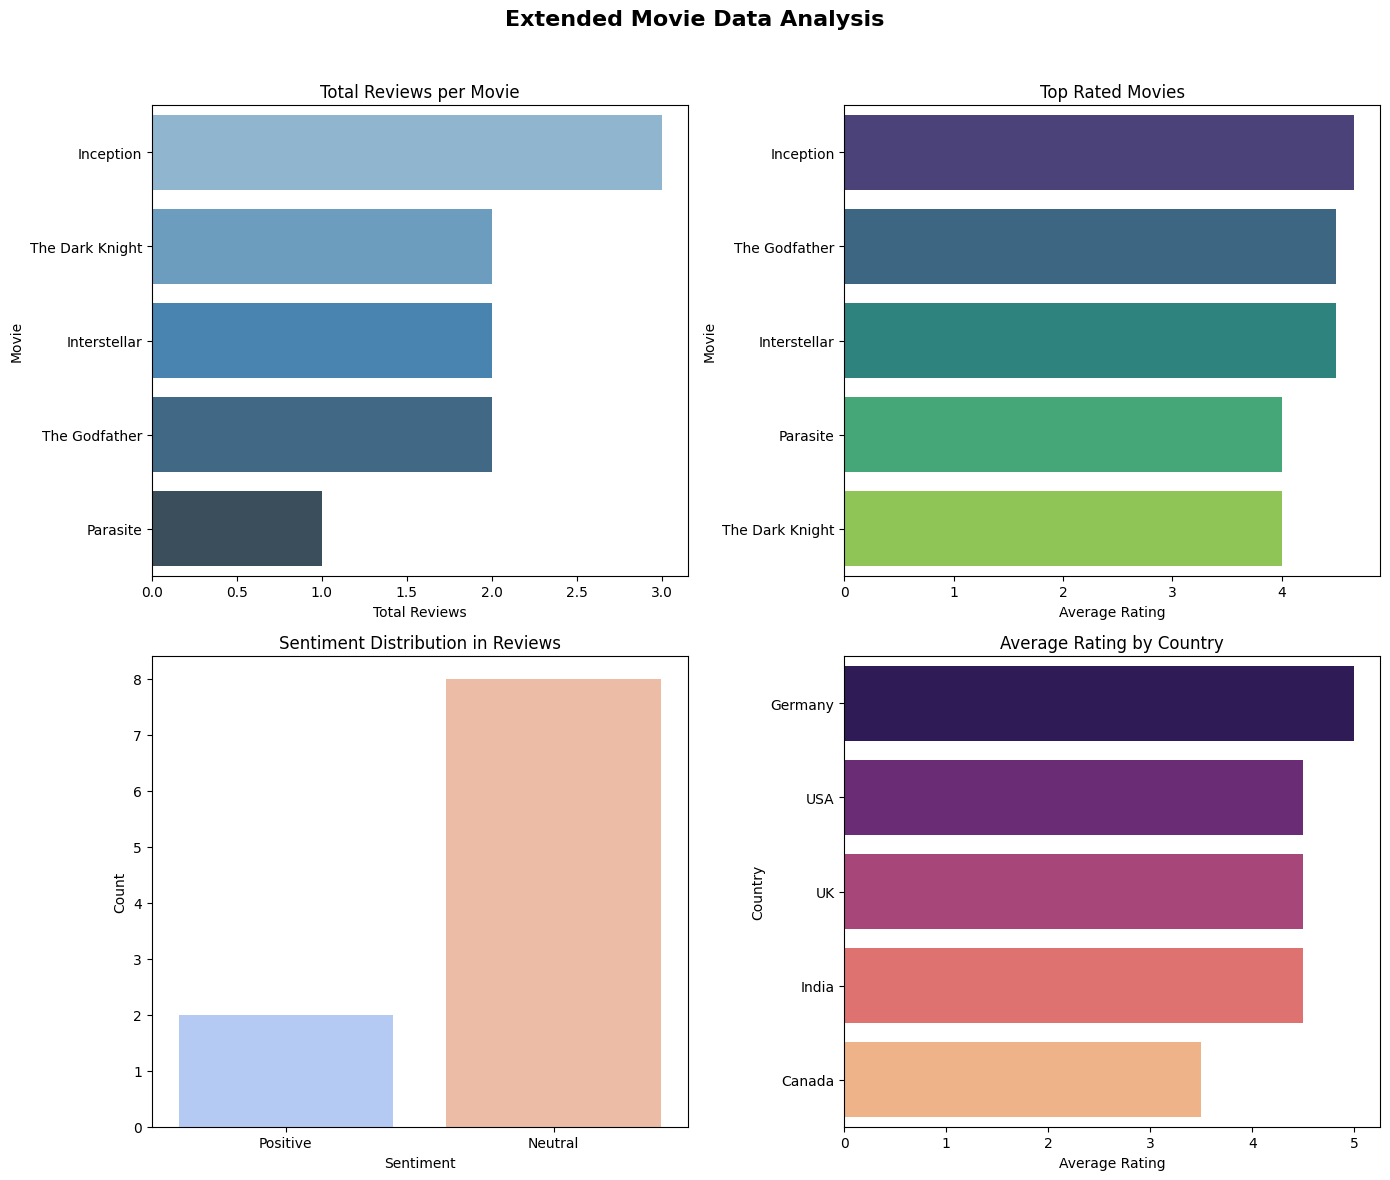 Extended Movie Data Analysis
Total Reviews per Movie
Movie
Inception
The Dark Knight
Interstellar
The Godfather
Parasite
0.0 0.5 1.0 1.5 2.0 2.5 3.0
Total Reviews
Top Rated Movies
Movie
Inception
The Godfather
Interstellar
Parasite
The Dark Knight
0 1 2 3 4
Average Rating
Sentiment Distribution in Reviews
Count
8
7
6
5
4
3
2
1
0
Positive Neutral
Sentiment
Average Rating by Country
Country
Germany
USA
UK
India
Canada
0 1 2 3 4 5
Average Rating